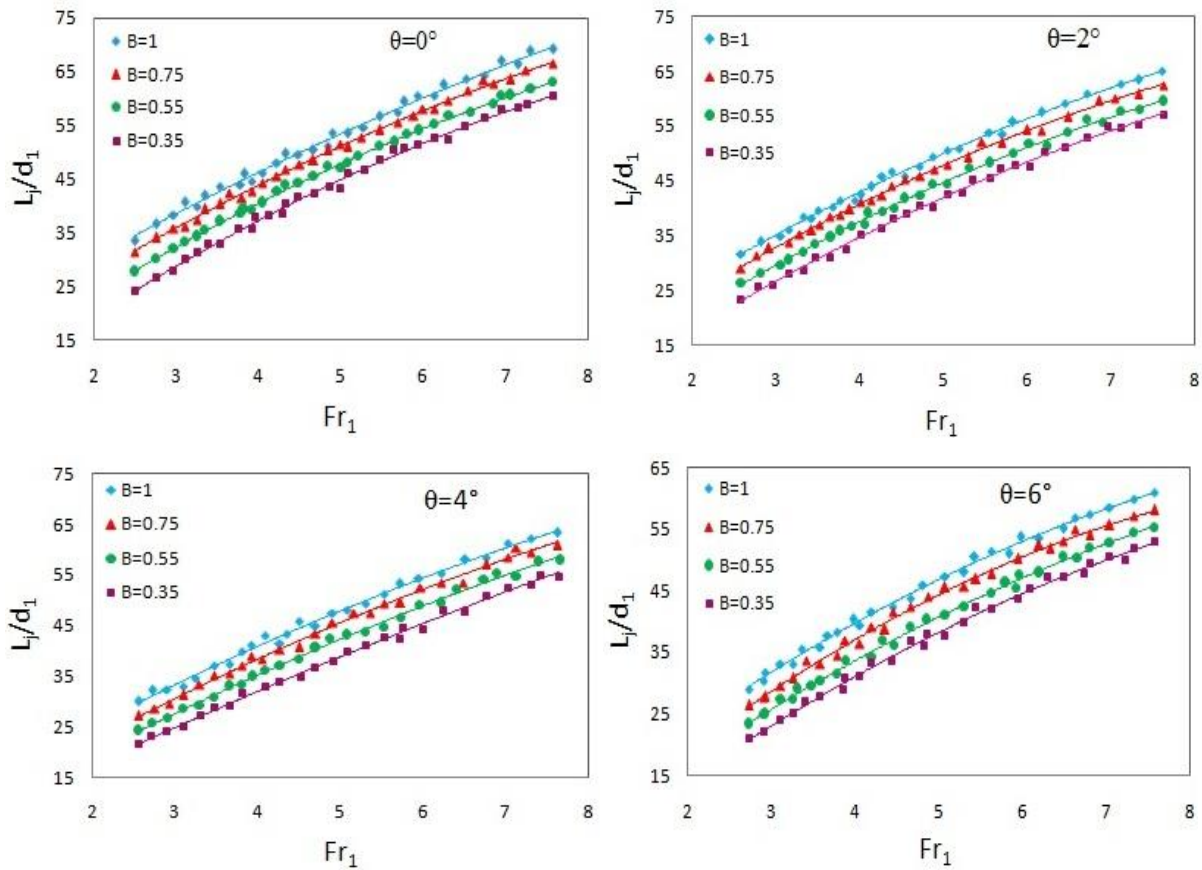 75
65
55
45
35
25
15
Lj/d1
B=1
B=0.75
B=0.55
B=0.35
θ=0°
2 3 4 5 6 7 8
Fr1
75
65
55
45
35
25
15
Lj/d1
B=1
B=0.75
B=0.55
B=0.35
θ=2°
2 3 4 5 6 7 8
Fr1
75
65
55
45
35
25
15
Lj/d1
B=1
B=0.75
B=0.55
B=0.35
θ=4°
2 3 4 5 6 7 8
Fr1
65
55
45
35
25
15
Lj/d1
B=1
B=0.75
B=0.55
B=0.35
θ=6°
2 3 4 5 6 7 8
Fr1